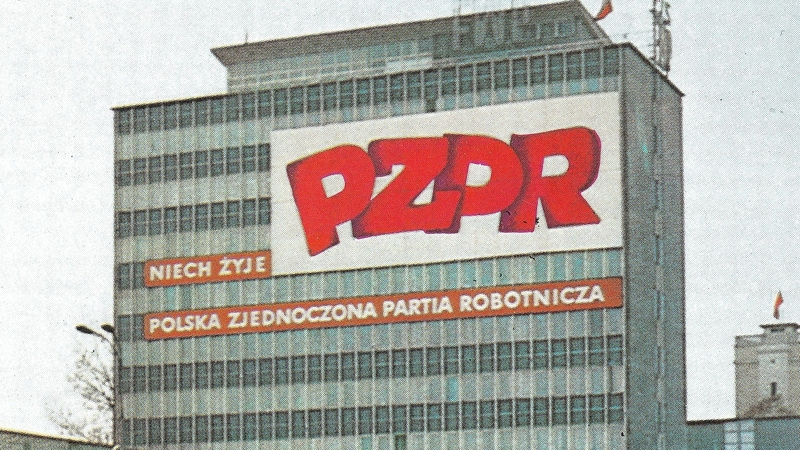 PZPR
NIECH ŻYJE
POLSKA ZJEDNOCZONA PARTIA ROBOTNICZA